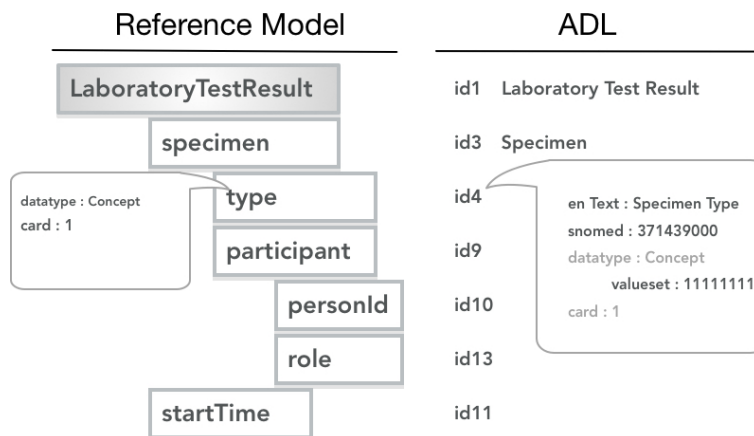 Reference Model
ADL
LaboratoryTestResult
id1 Laboratory Test Result
specimen
id3 Specimen
type
id4
datatype : Concept
card : 1
en Text : Specimen Type
snomed : 371439000
datatype : Concept
valueset : 11111111
card : 1
participant
id9
personId
id10
role
id13
startTime
id11